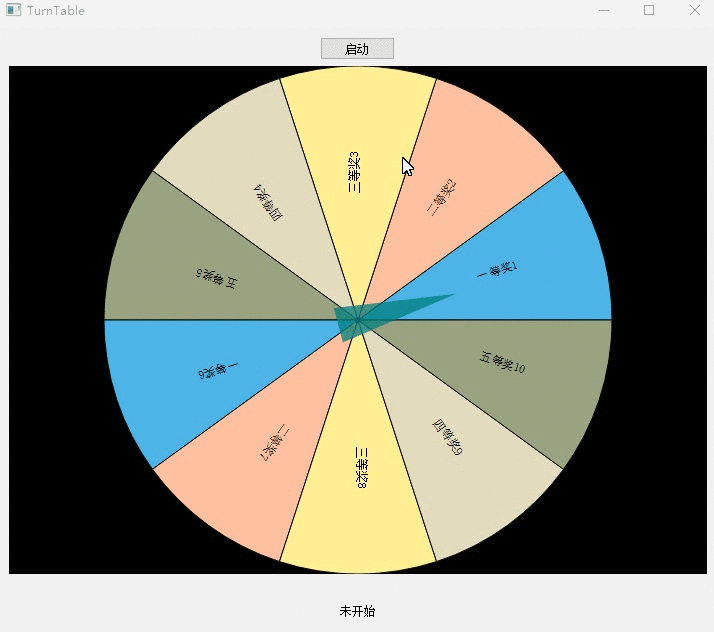 TurnTable
启动
三等奖3
二等奖2
四等奖4
一等奖1
五等奖5
一等奖6
五等奖10
二等奖7
四等奖9
三等奖8
未开始